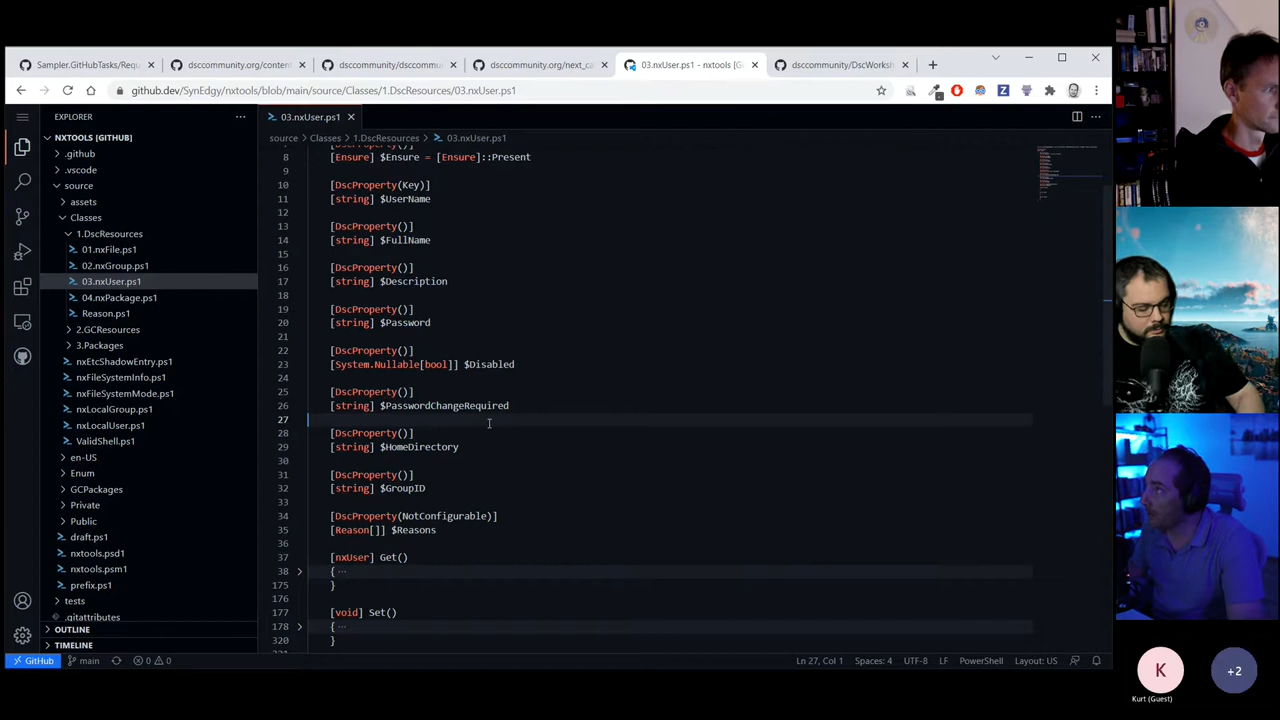 Sampler.GitHubTasks/Requ
dsccommunity.org/conten
dsccommunity/dsccommun
dsccommunity.org/next_ca
03.nxUser.ps1 - nxtools [G
dsccommunity/DscWorksh
github.dev/SynEdgy/nxtools/blob/main/source/Classes/1.DscResources/03.nxUser.ps1
EXPLORER
03.nxUser.ps1
NXTOOLS [GITHUB]
source > Classes > 1.DscResources > 03.nxUser.ps1
.github
.vscode
source
assets
Classes
1.DscResources
01.nxFile.ps1
02.nxGroup.ps1
03.nxUser.ps1
04.nxPackage.ps1
Reason.ps1
2.GCResources
3.Packages
nxEtcShadowEntry.ps1
nxFileSystemInfo.ps1
nxFileSystemMode.ps1
nxLocalGroup.ps1
nxLocalUser.ps1
ValidShell.ps1
en-US
Enum
GCPackages
Private
Public
draft.ps1
nxtools.psd1
nxtools.psm1
prefix.ps1
tests
.gitattributes
OUTLINE
TIMELINE
[DscProperty()]
8 [Ensure] $Ensure = [Ensure]::Present
9
10 [DscProperty(Key)]
11 [string] $UserName
12
13 [DscProperty()]
14 [string] $FullName
15
16 [DscProperty()]
17 [string] $Description
18
19 [DscProperty()]
20 [string] $Password
21
22 [DscProperty()]
23 [System.Nullable[bool]] $Disabled
24
25 [DscProperty()]
26 [string] $PasswordChangeRequired
27
28 [DscProperty()]
29 [string] $HomeDirectory
30
31 [DscProperty()]
32 [string] $GroupID
33
34 [DscProperty(NotConfigurable)]
35 [Reason[]] $Reasons
36
37 [nxUser] Get()
38 { ...
175 }
176
177 [void] Set()
178 { ...
320 }
GitHub
main
0 0
Ln 27, Col 1
Spaces: 4
UTF-8
LF
PowerShell
Layout: US
K
+2
Kurt (Guest)